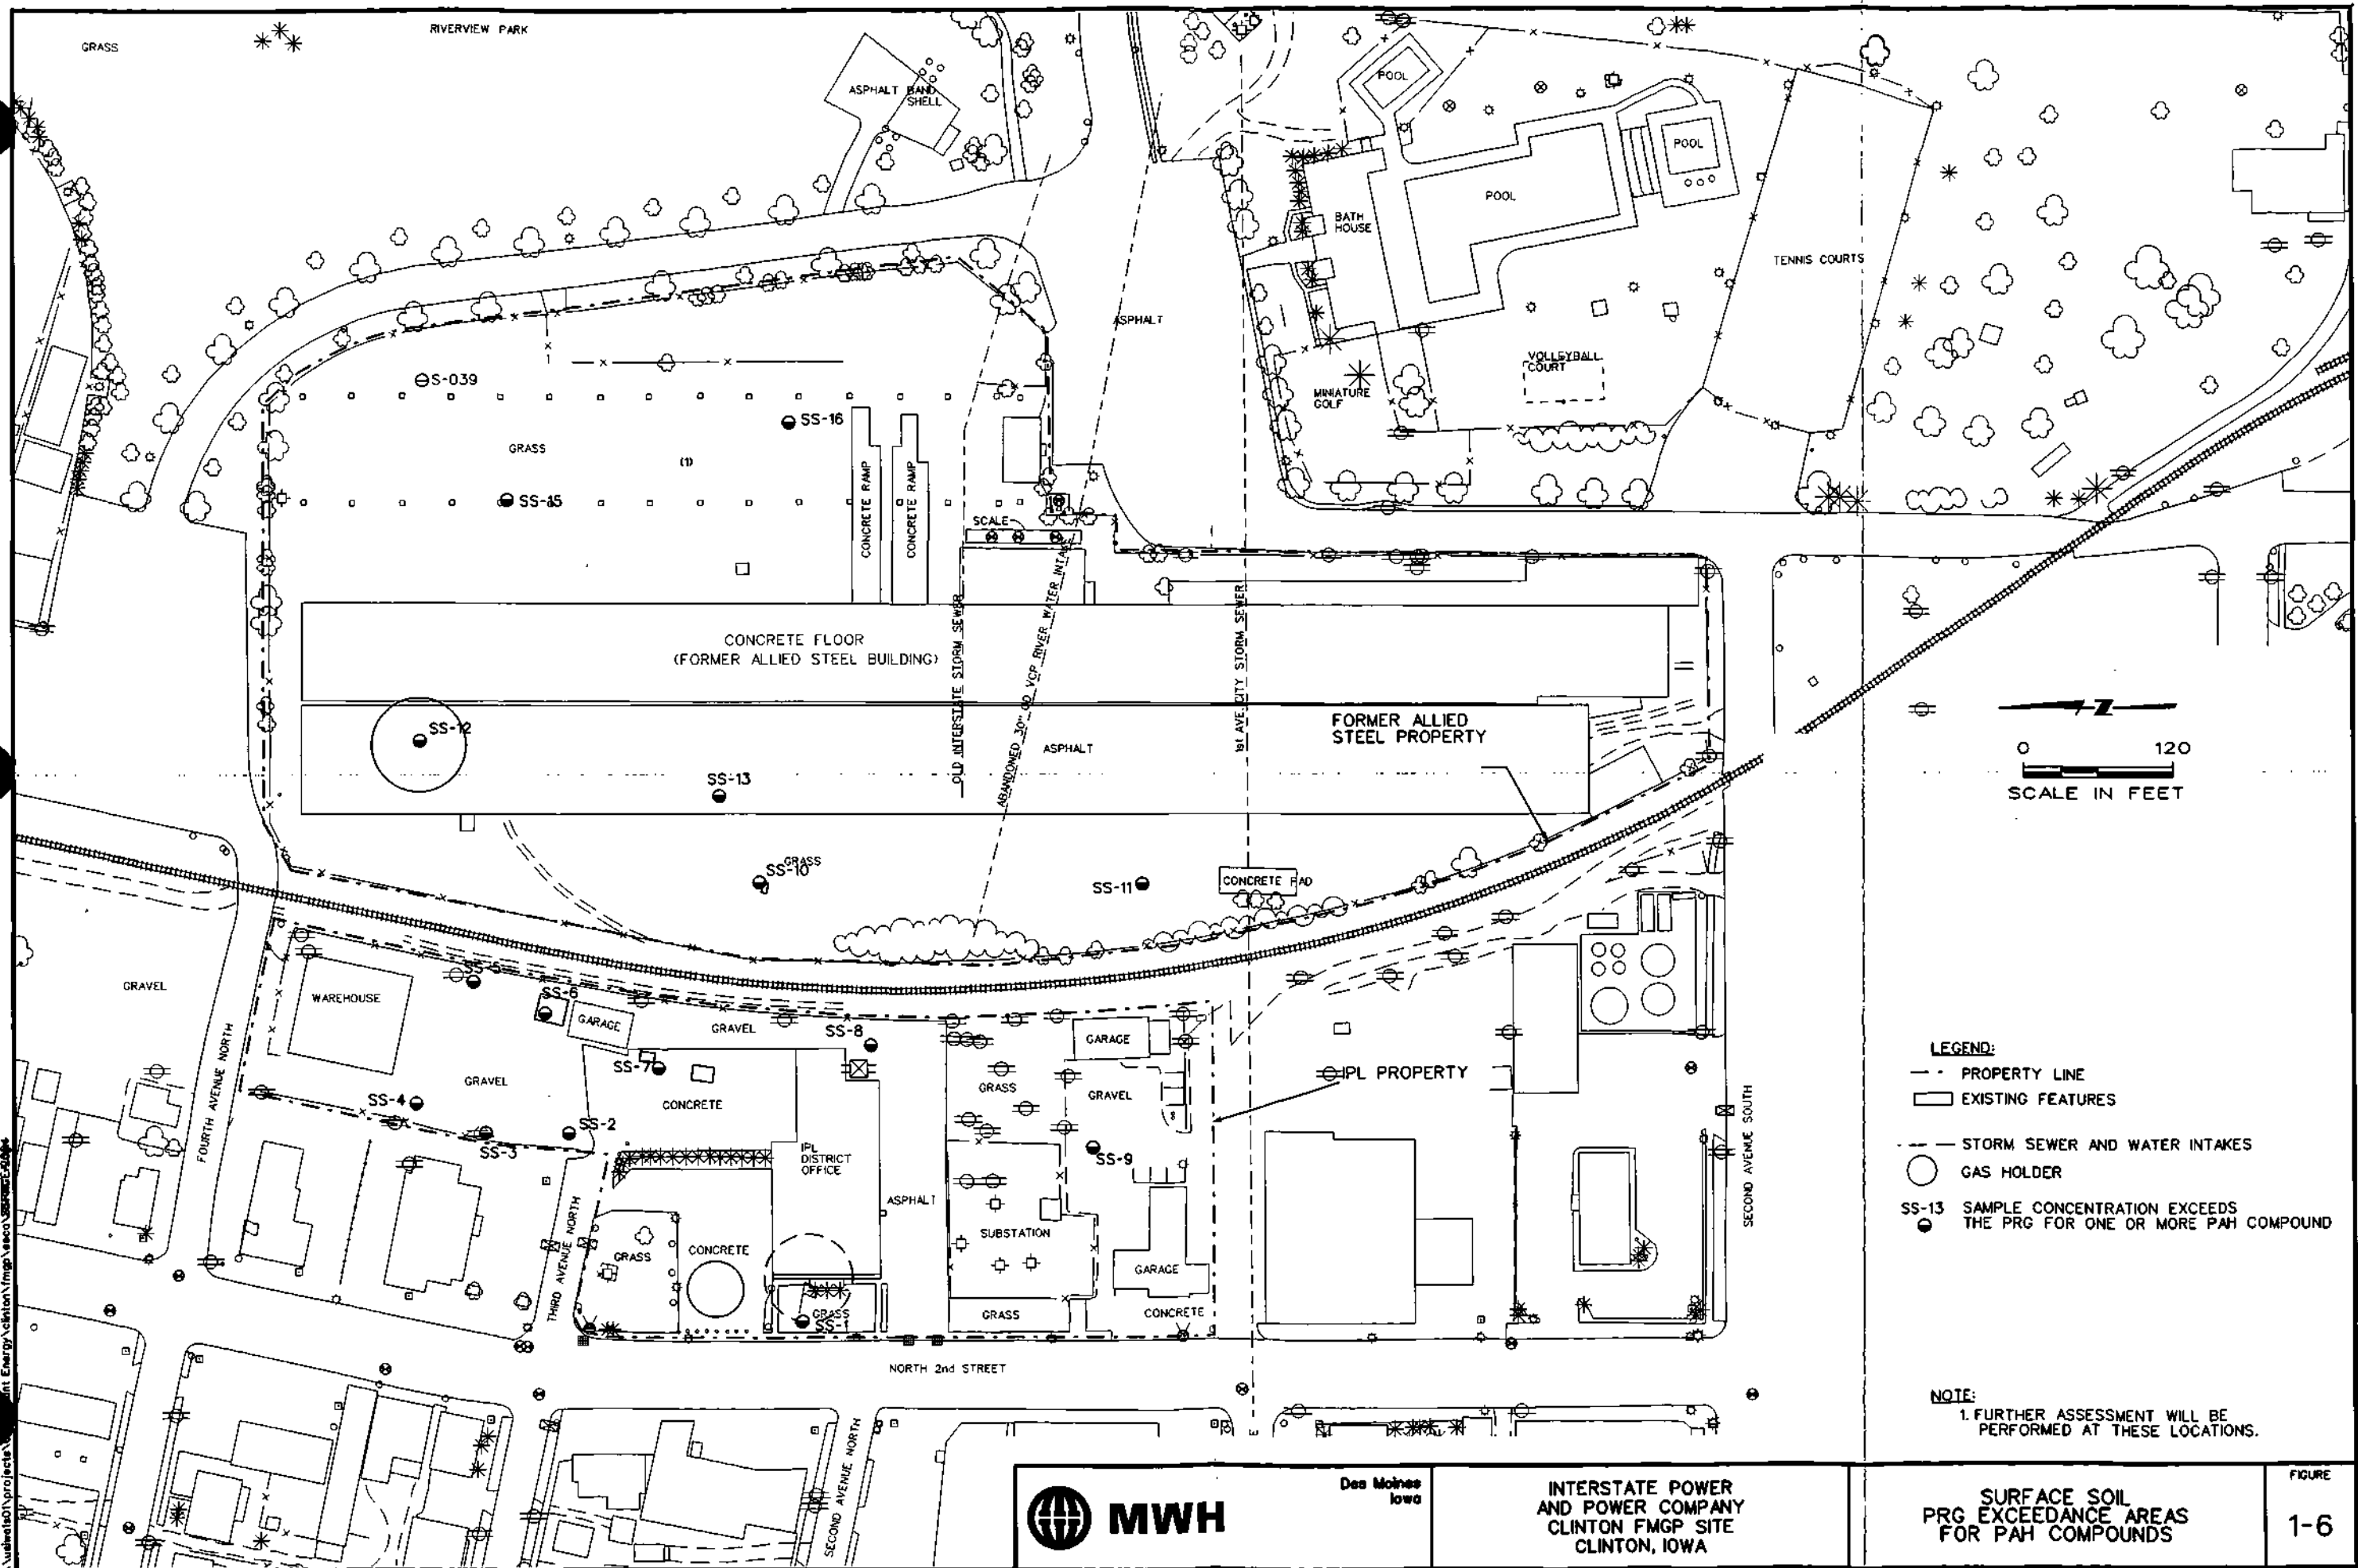 GRASS
RIVERVIEW PARK
ASPHALT BAND
SHELL
POOL
POOL
POOL
BATH
HOUSE
TENNIS COURTS
ASPHALT
VOLLEYBALL
COURT
MINIATURE
GOLF
S-039
SS-16
GRASS
(1)
SS-15
CONCRETE RAMP
CONCRETE RAMP
SCALE
OLD INTERSTATE STORM SEWER
ABANDONED 30" OD VCP RIVER WATER INTAKE
1st AVE. CITY STORM SEWER
CONCRETE FLOOR
(FORMER ALLIED STEEL BUILDING)
SS-12
SS-13
ASPHALT
FORMER ALLIED
STEEL PROPERTY
Z
0 120
SCALE IN FEET
GRASS
SS-10
SS-11
CONCRETE PAD
GRAVEL
FOURTH AVENUE NORTH
WAREHOUSE
SS-5
SS-6
GARAGE
GRAVEL
SS-8
GARAGE
SS-7
GRAVEL
CONCRETE
GRASS
GRAVEL
IPL PROPERTY
SS-4
SS-3
SS-2
IPL
DISTRICT
OFFICE
SS-9
ASPHALT
SUBSTATION
GARAGE
THIRD AVENUE NORTH
GRASS
CONCRETE
GRASS
SS-1
GRASS
CONCRETE
SECOND AVENUE SOUTH
NORTH 2nd STREET
SECOND AVENUE NORTH
LEGEND:
PROPERTY LINE
EXISTING FEATURES
STORM SEWER AND WATER INTAKES
GAS HOLDER
SS-13 SAMPLE CONCENTRATION EXCEEDS
THE PRG FOR ONE OR MORE PAH COMPOUND
NOTE:
1. FURTHER ASSESSMENT WILL BE
PERFORMED AT THESE LOCATIONS.
MWH
Des Moines
Iowa
INTERSTATE POWER
AND POWER COMPANY
CLINTON FMGP SITE
CLINTON, IOWA
SURFACE SOIL
PRG EXCEEDANCE AREAS
FOR PAH COMPOUNDS
FIGURE
1-6